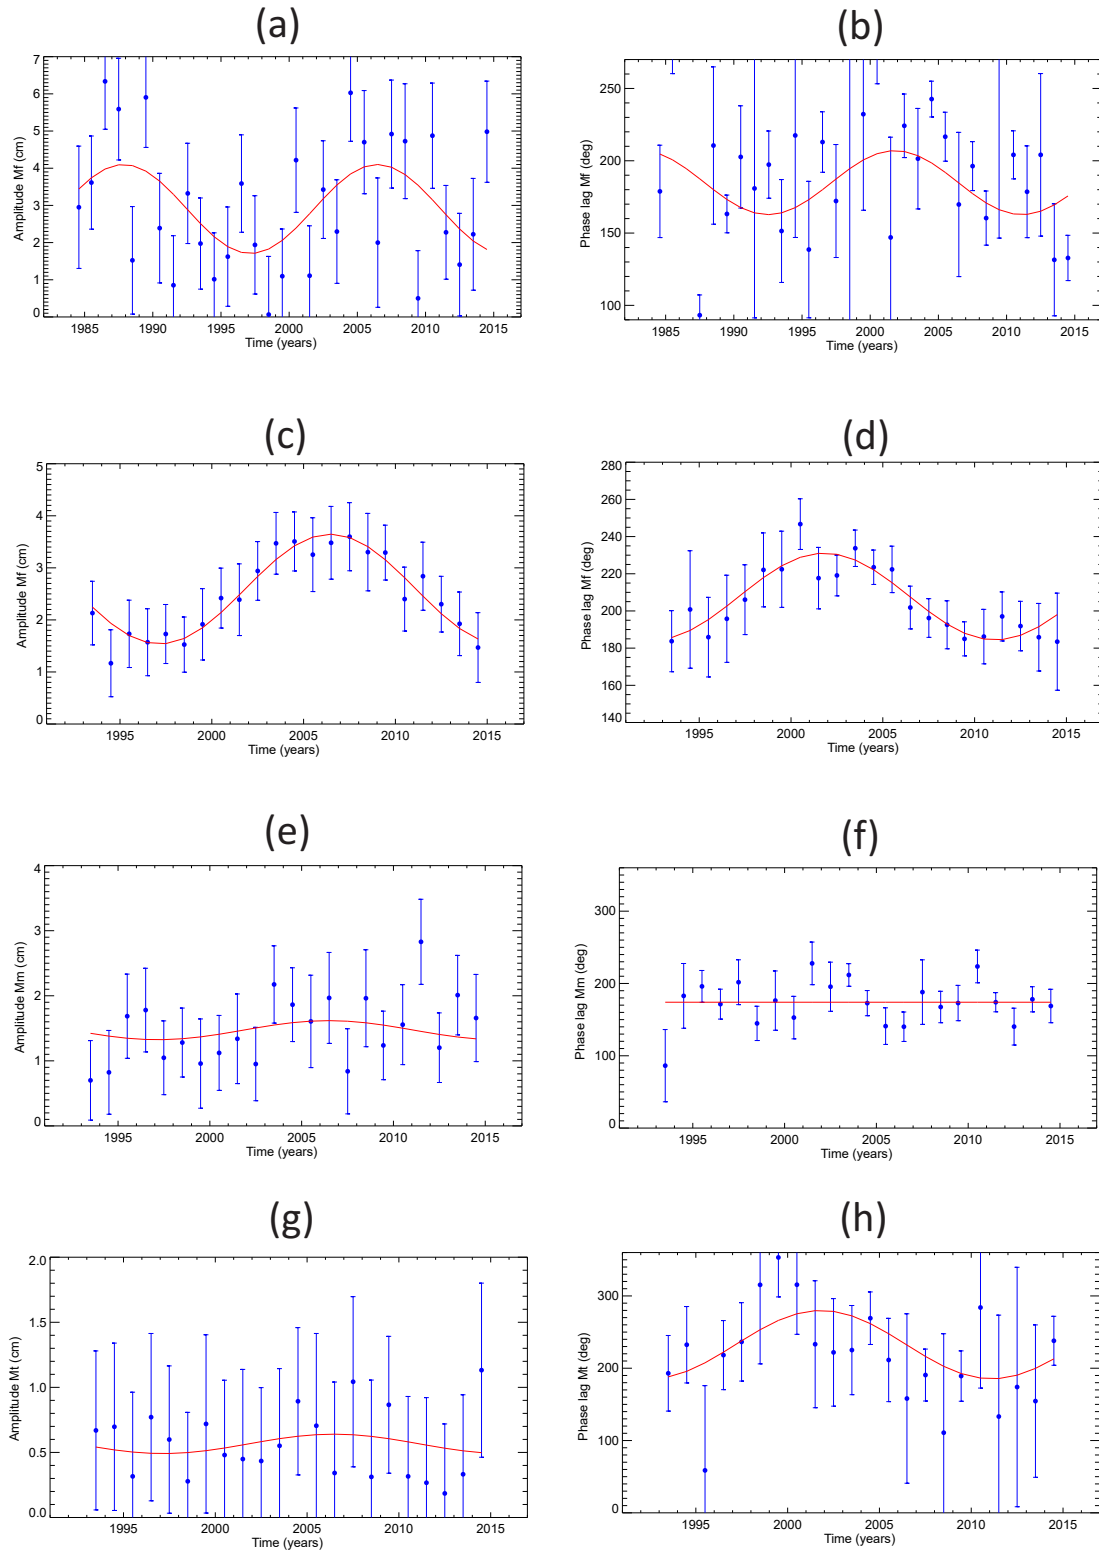 (a)
7
6
5
4
3
2
1
0
Amplitude Mf (cm)
1985 1990 1995 2000 2005 2010 2015
Time (years)
(b)
250
200
150
100
Phase lag Mf (deg)
1985 1990 1995 2000 2005 2010 2015
Time (years)
(c)
5
4
3
2
1
0
Amplitude Mf (cm)
1995 2000 2005 2010 2015
Time (years)
(d)
280
260
240
220
200
180
160
140
Phase lag Mf (deg)
1995 2000 2005 2010 2015
Time (years)
(e)
4
3
2
1
0
Amplitude Mm (cm)
1995 2000 2005 2010 2015
Time (years)
(f)
300
200
100
0
Phase lag Mm (deg)
1995 2000 2005 2010 2015
Time (years)
(g)
2.0
1.5
1.0
0.5
0.0
Amplitude Mt (cm)
1995 2000 2005 2010 2015
Time (years)
(h)
300
200
100
0
Phase lag Mt (deg)
1995 2000 2005 2010 2015
Time (years)